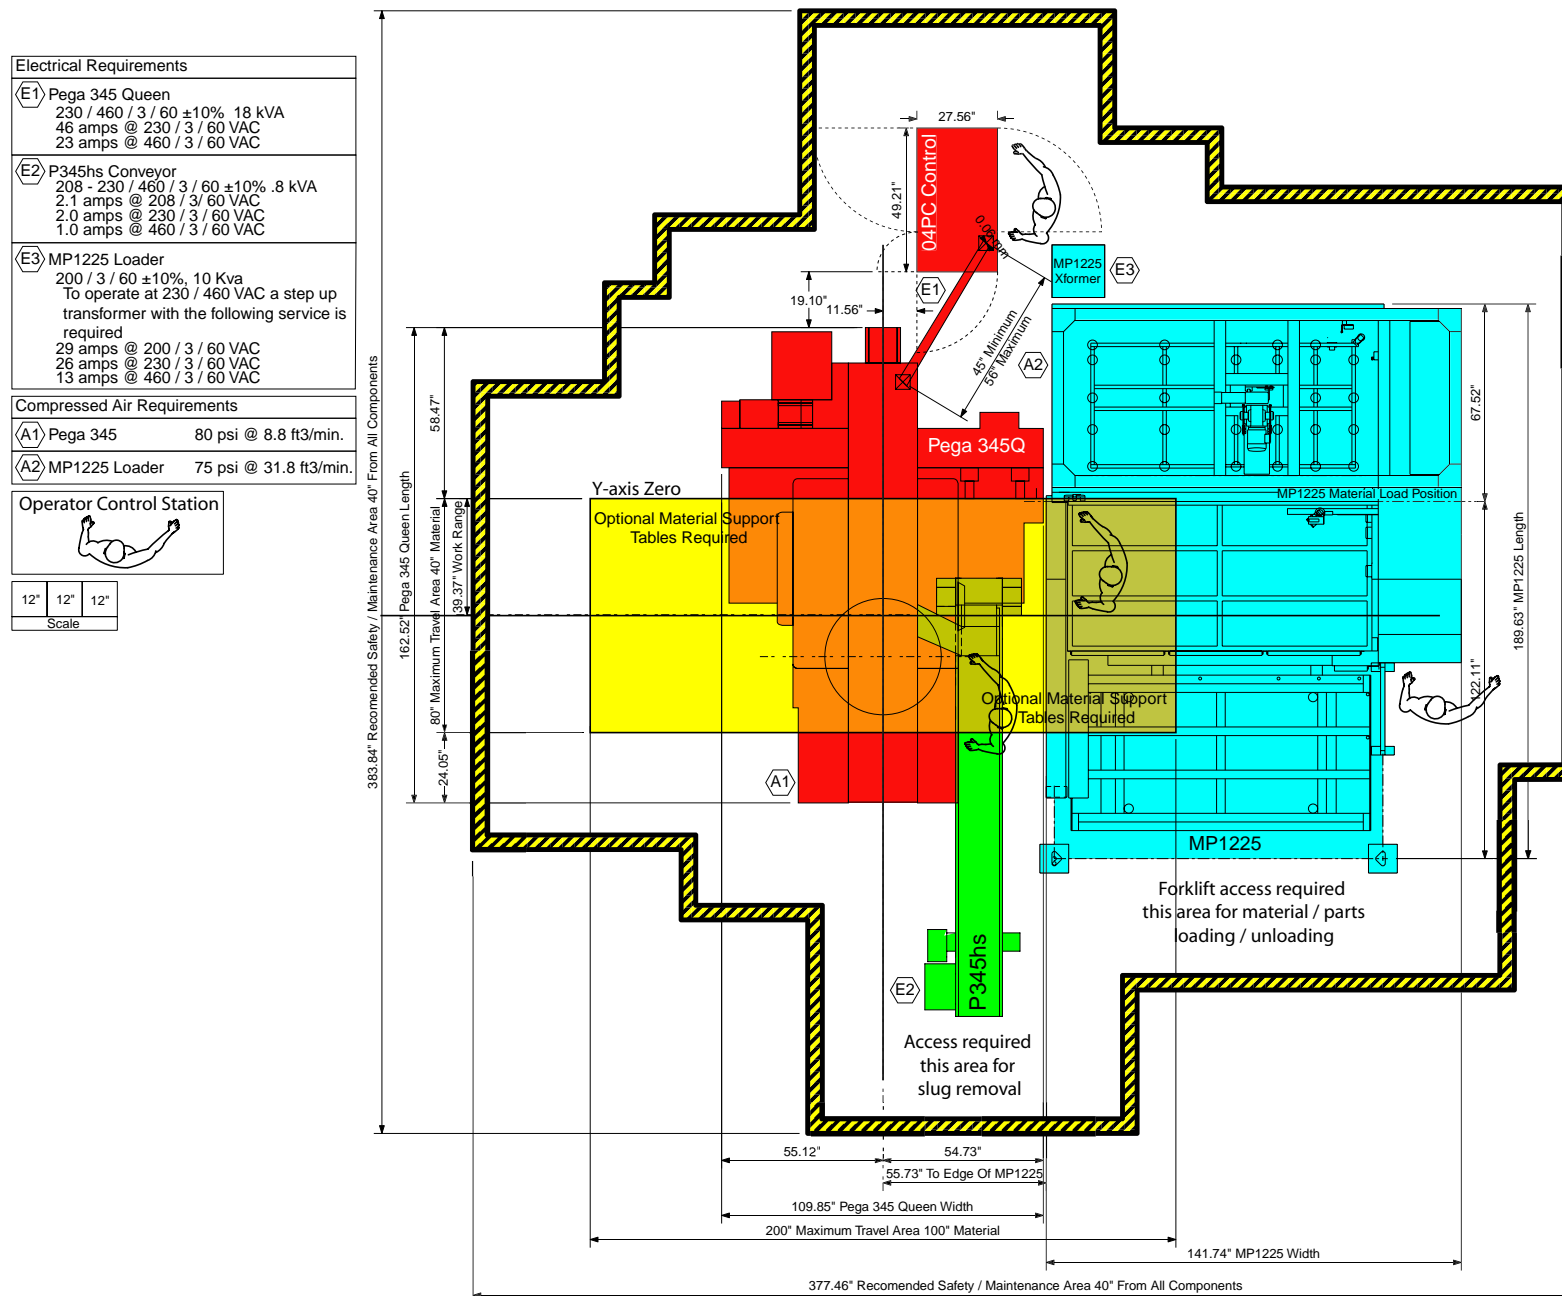 Electrical Requirements
E1 Pega 345 Queen
230 / 460 / 3 / 60 ±10%  18 kVA
46 amps @ 230 / 3 / 60 VAC
23 amps @ 460 / 3 / 60 VAC
E2 P345hs Conveyor
208 - 230 / 460 / 3 / 60 ±10% .8 kVA
2.1 amps @ 208 / 3/ 60 VAC
2.0 amps @ 230 / 3 / 60 VAC
1.0 amps @ 460 / 3 / 60 VAC
E3 MP1225 Loader
200 / 3 / 60 ±10%, 10 Kva
To operate at 230 / 460 VAC a step up
transformer with the following service is
required
29 amps @ 200 / 3 / 60 VAC
26 amps @ 230 / 3 / 60 VAC
13 amps @ 460 / 3 / 60 VAC
Compressed Air Requirements
A1 Pega 345 80 psi @ 8.8 ft3/min.
A2 MP1225 Loader 75 psi @ 31.8 ft3/min.
Operator Control Station
12" 12" 12"
Scale
383.84" Recomended Safety / Maintenance Area 40" From All Components
162.52" Pega 345 Queen Length
58.47"
80" Maximum Travel Area 40" Material
39.37" Work Range
24.05"
27.56"
49.21"
04PC Control
19.10"
11.56"
E1
45" Minimum
56" Maximum
MP1225
Xformer
E3
A2
67.52"
Pega 345Q
Y-axis Zero
Optional Material Support
Tables Required
MP1225 Material Load Position
189.63" MP1225 Length
122.11"
Optional Material Support
Tables Required
A1
MP1225
Forklift access required
this area for material / parts
loading / unloading
P345hs
E2
Access required
this area for
slug removal
55.12"
54.73"
55.73" To Edge Of MP1225
109.85" Pega 345 Queen Width
200" Maximum Travel Area 100" Material
141.74" MP1225 Width
377.46" Recomended Safety / Maintenance Area 40" From All Components